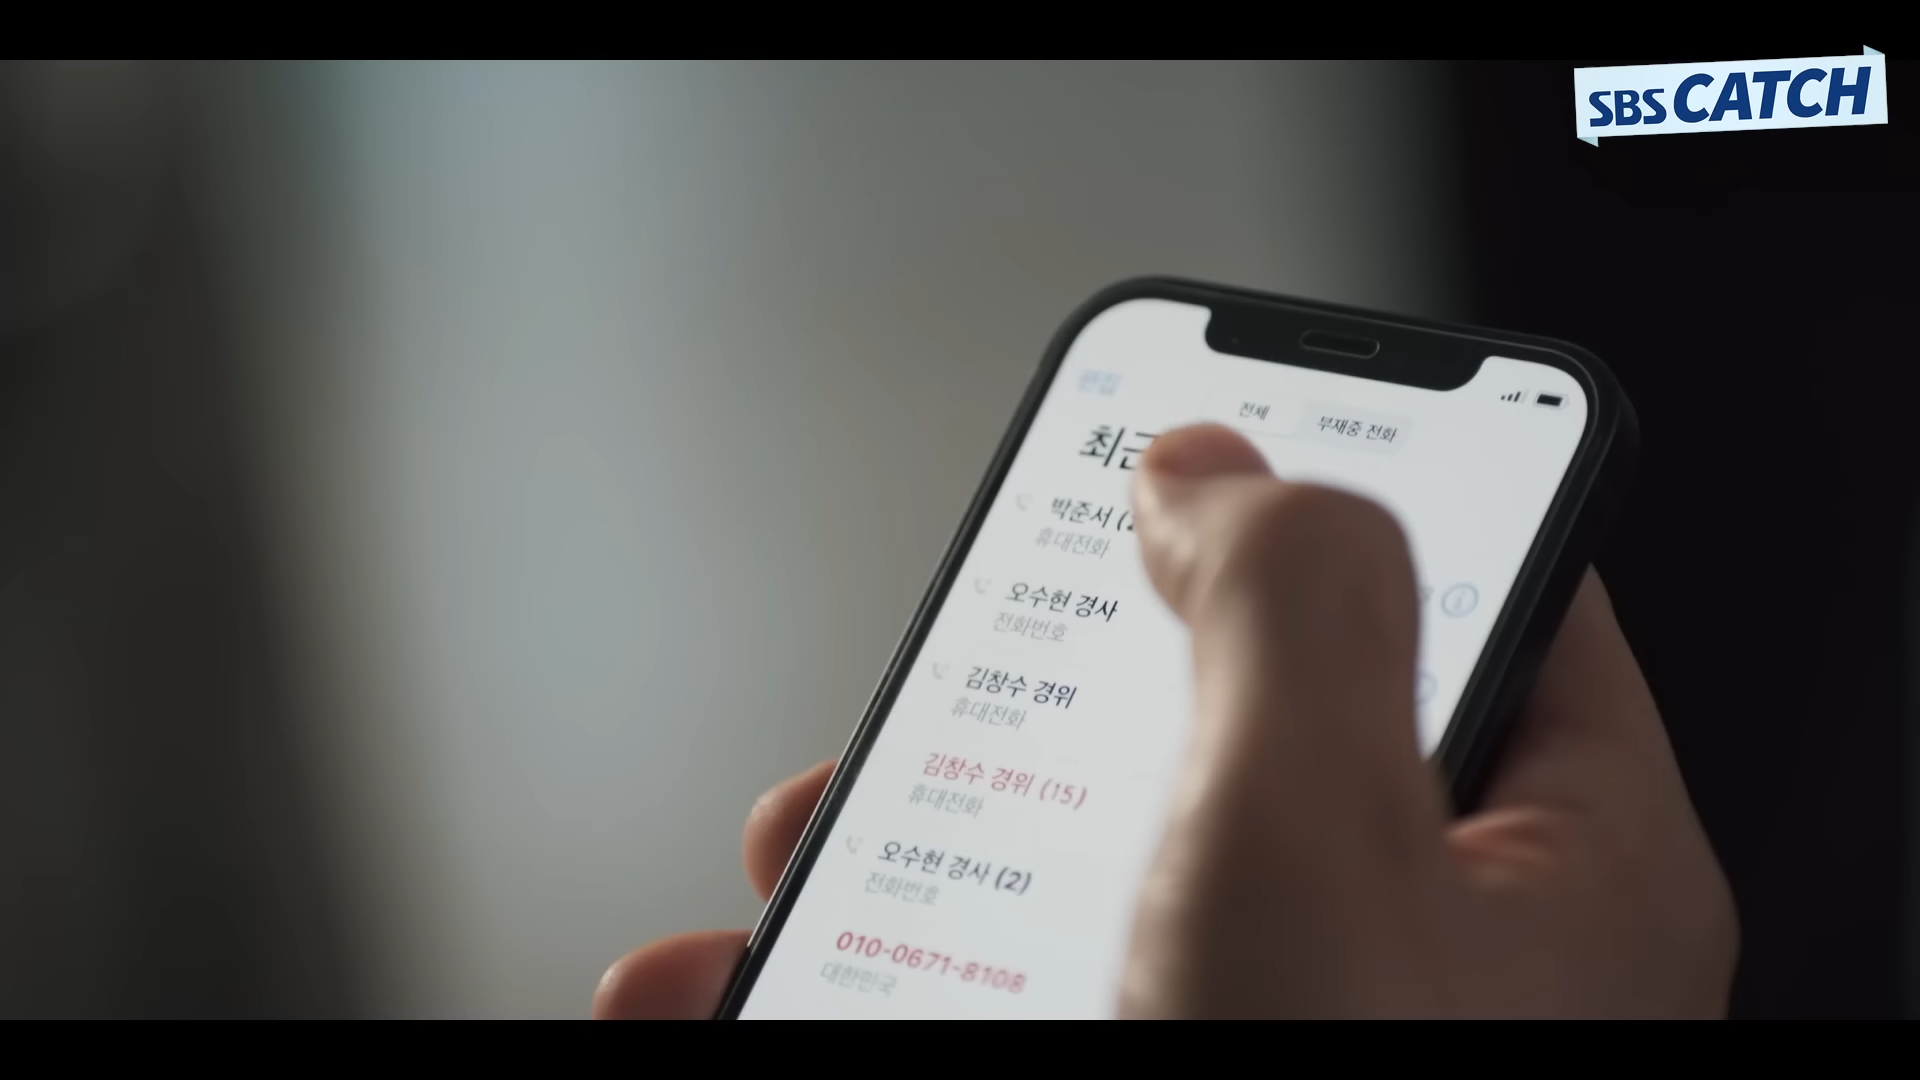 SBS CATCH
편집
전체
부재중 전화
최근
박준서
휴대전화
오수현 경사
전화번호
김창수 경위
휴대전화
김창수 경위 (15)
휴대전화
오수현 경사 (2)
전화번호
010-0671-8108
대한민국